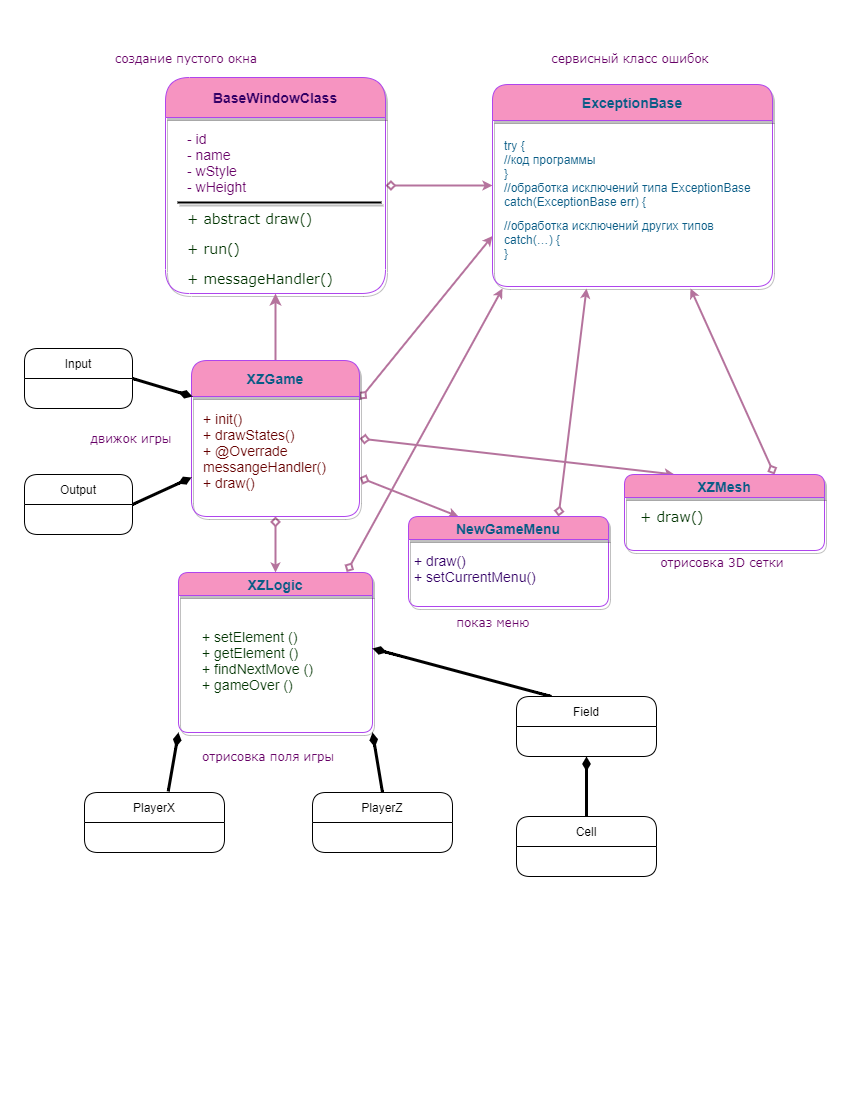 создание пустого окна
сервисный класс ошибок
BaseWindowClass
- id
- name
- wStyle
- wHeight
+ abstract draw()
+ run()
+ messageHandler()
ExceptionBase
try {
//код программы
}
//обработка исключений типа ExceptionBase
catch(ExceptionBase err) {
//обработка исключений других типов
catch(...) {
}
Input
движок игры
Output
XZGame
+ init()
+ drawStates()
+ @Overrade
messangeHandler()
+ draw()
NewGameMenu
+ draw()
+ setCurrentMenu()
показ меню
XZMesh
+ draw()
отрисовка 3D сетки
XZLogic
+ setElement ()
+ getElement ()
+ findNextMove ()
+ gameOver ()
отрисовка поля игры
Field
PlayerX
PlayerZ
Cell